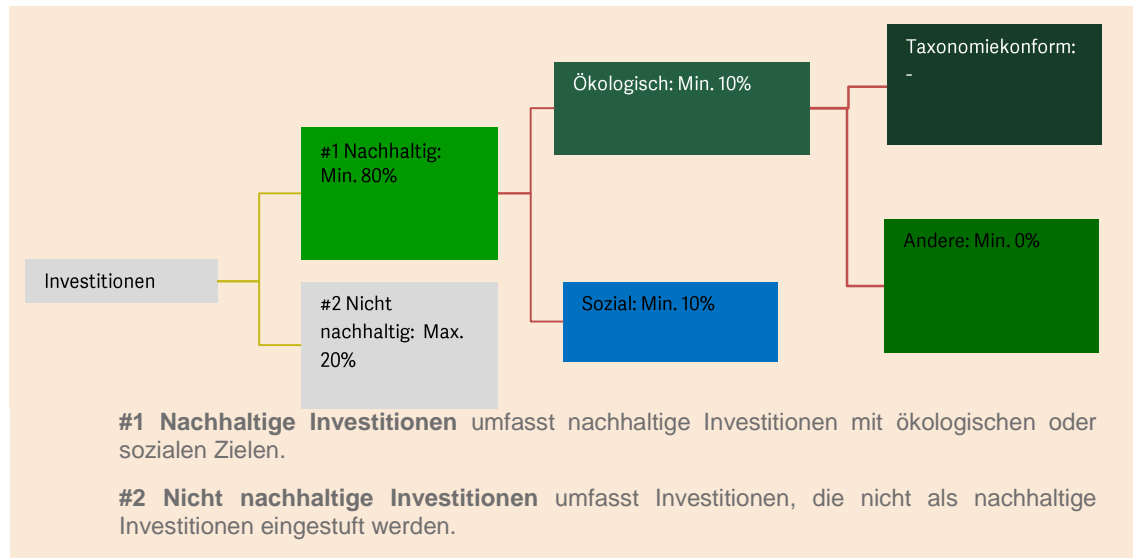 Taxonomiekonform:
-
Ökologisch: Min. 10%
#1 Nachhaltig:
Min. 80%
Andere: Min. 0%
Investitionen
#2 Nicht
nachhaltig: Max.
20%
Sozial: Min. 10%
#1 Nachhaltige Investitionen umfasst nachhaltige Investitionen mit ökologischen oder
sozialen Zielen.
#2 Nicht nachhaltige Investitionen umfasst Investitionen, die nicht als nachhaltige
Investitionen eingestuft werden.